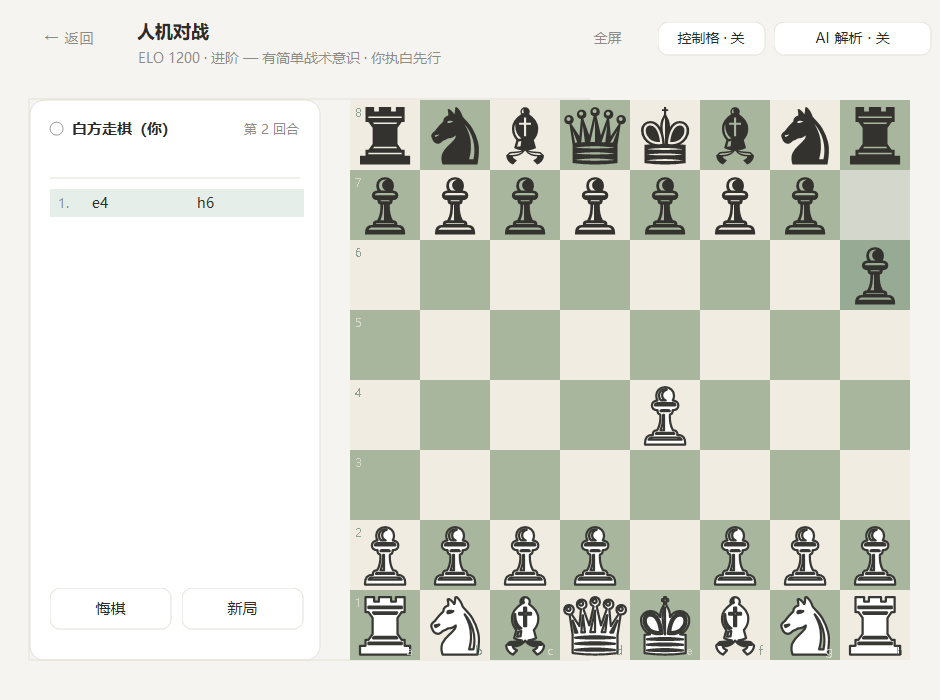 ← 返回
人机对战
ELO 1200 · 进阶 — 有简单战术意识 · 你执白先行
全屏
控制格 · 关
AI 解析 · 关
白方走棋（你）
第 2 回合
1. e4 h6
悔棋
新局
8
7
6
5
4
3
2
1
c d e f g